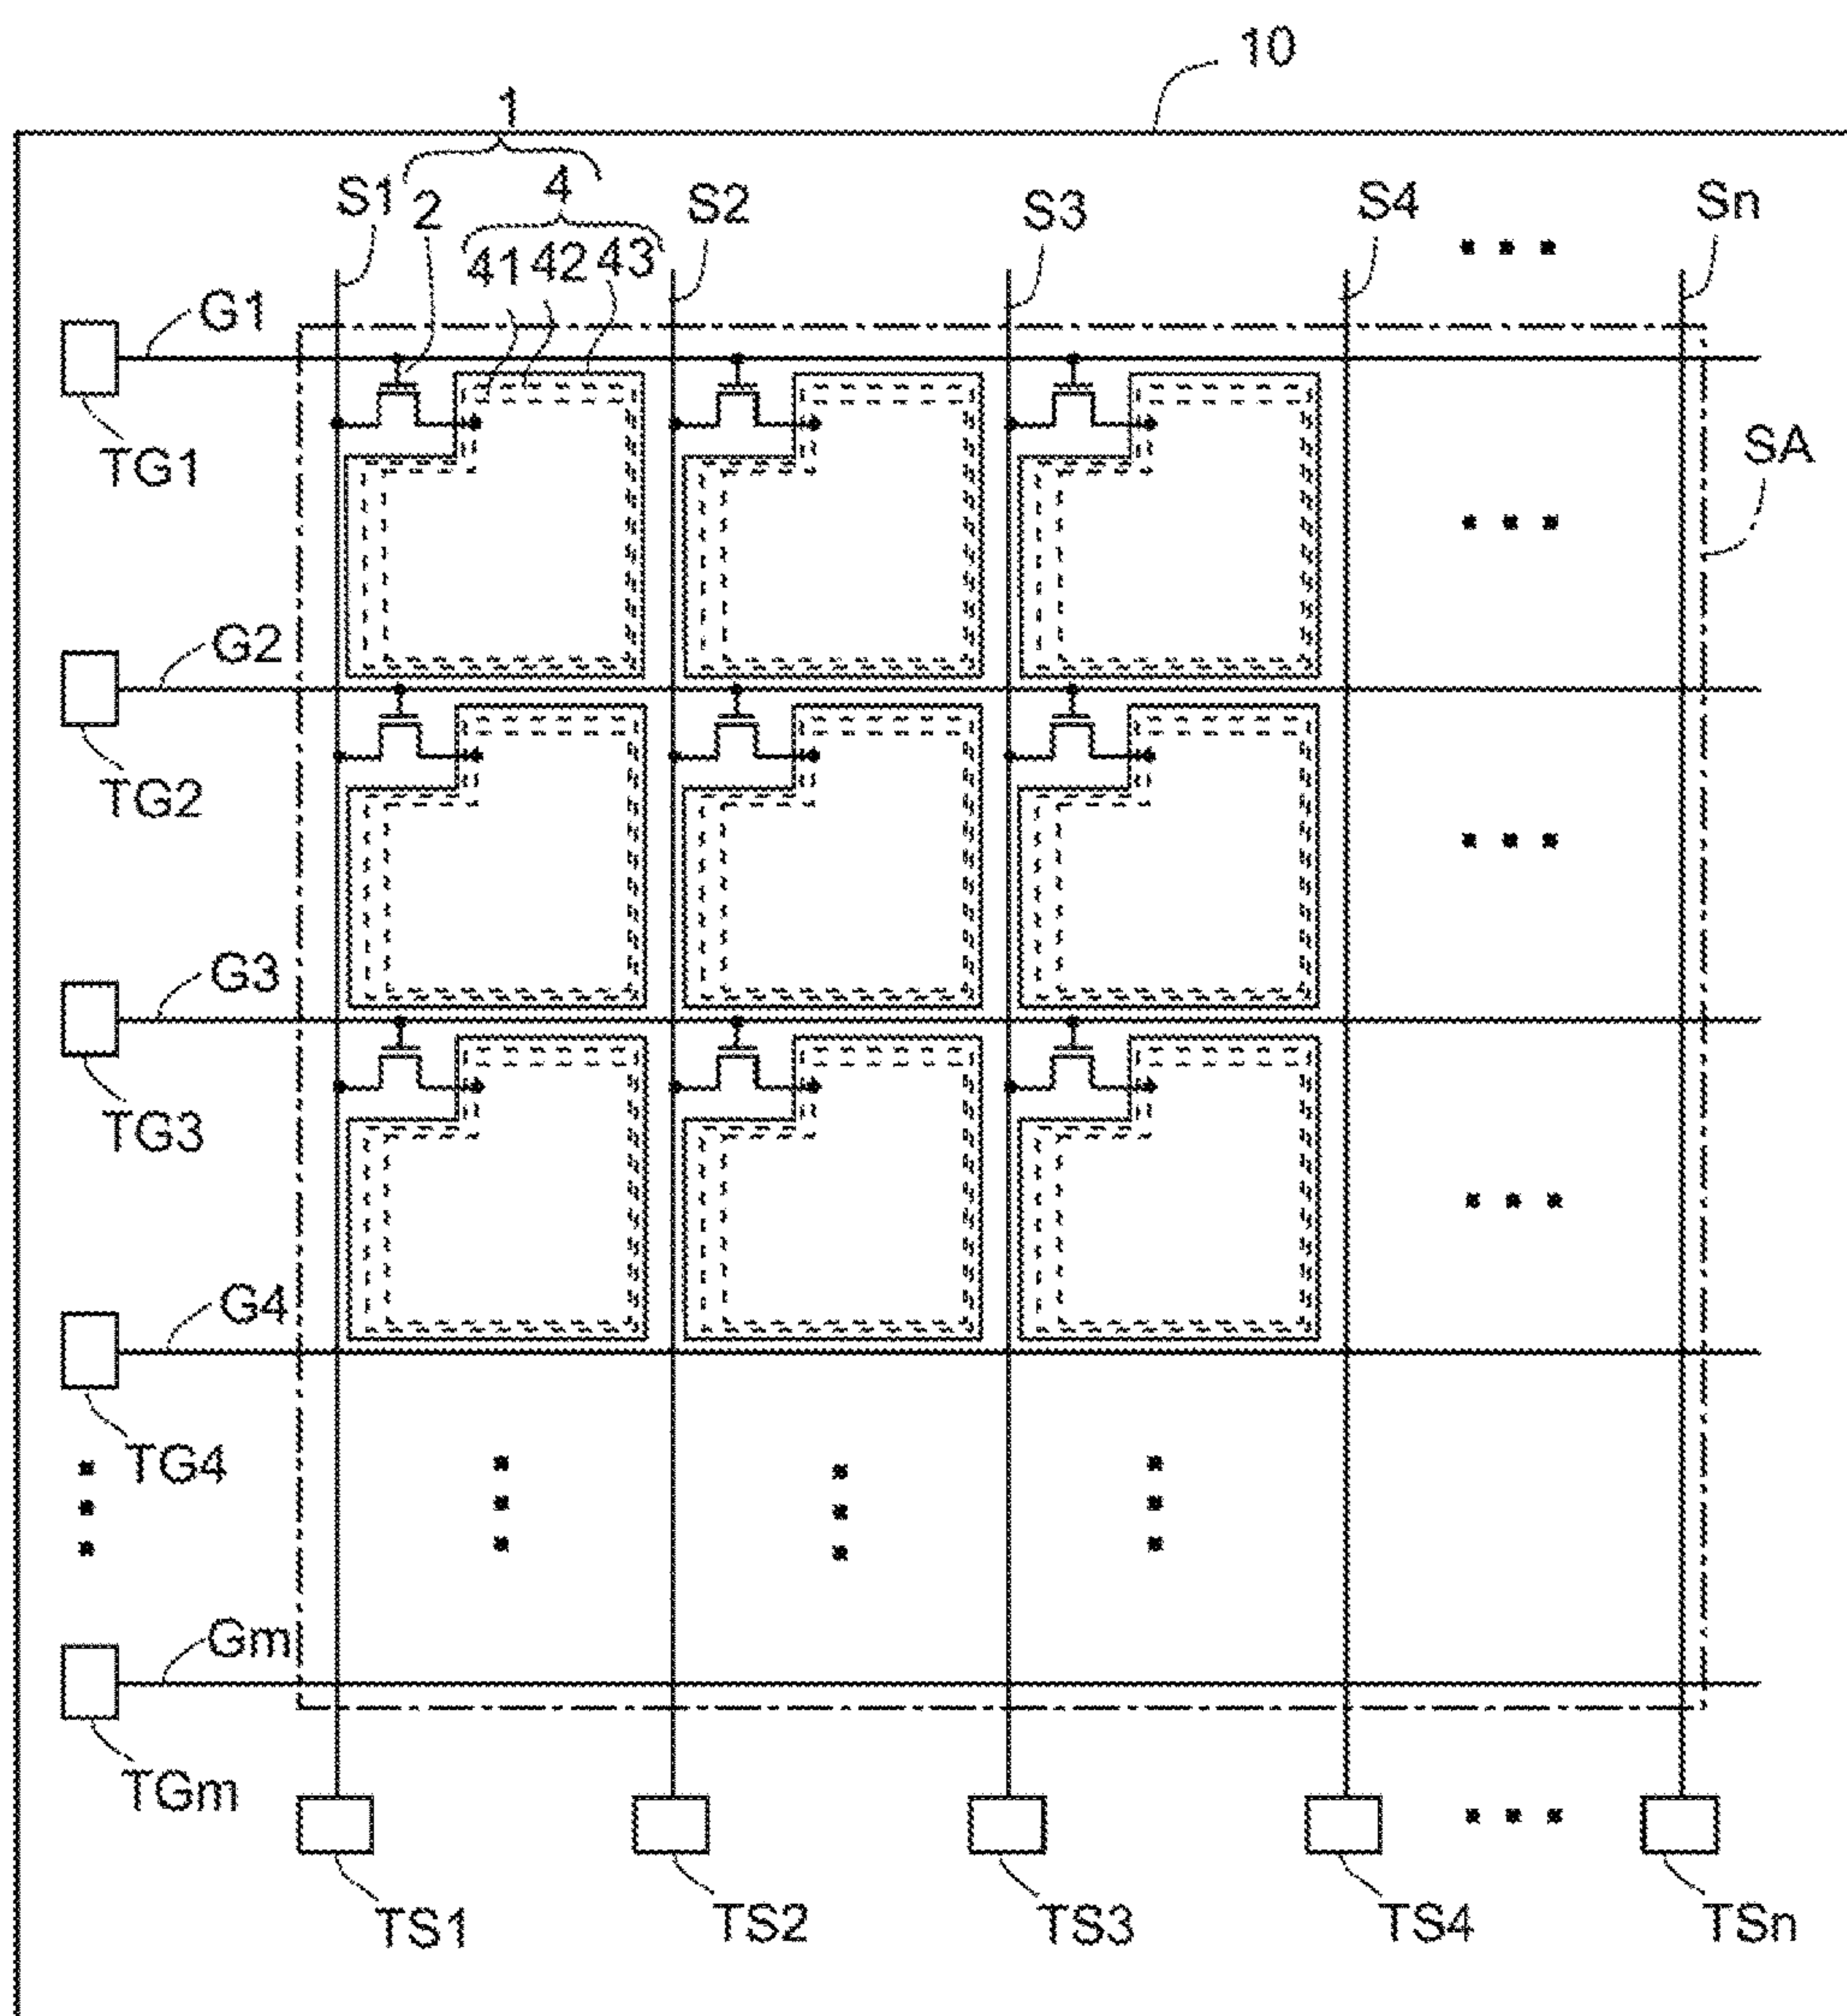 10
1
S1 2 4 S2 S3 S4 Sn
41 42 43
G1
TG1
SA
G2
TG2
G3
TG3
G4
TG4
Gm
TGm
TS1 TS2 TS3 TS4 TSn